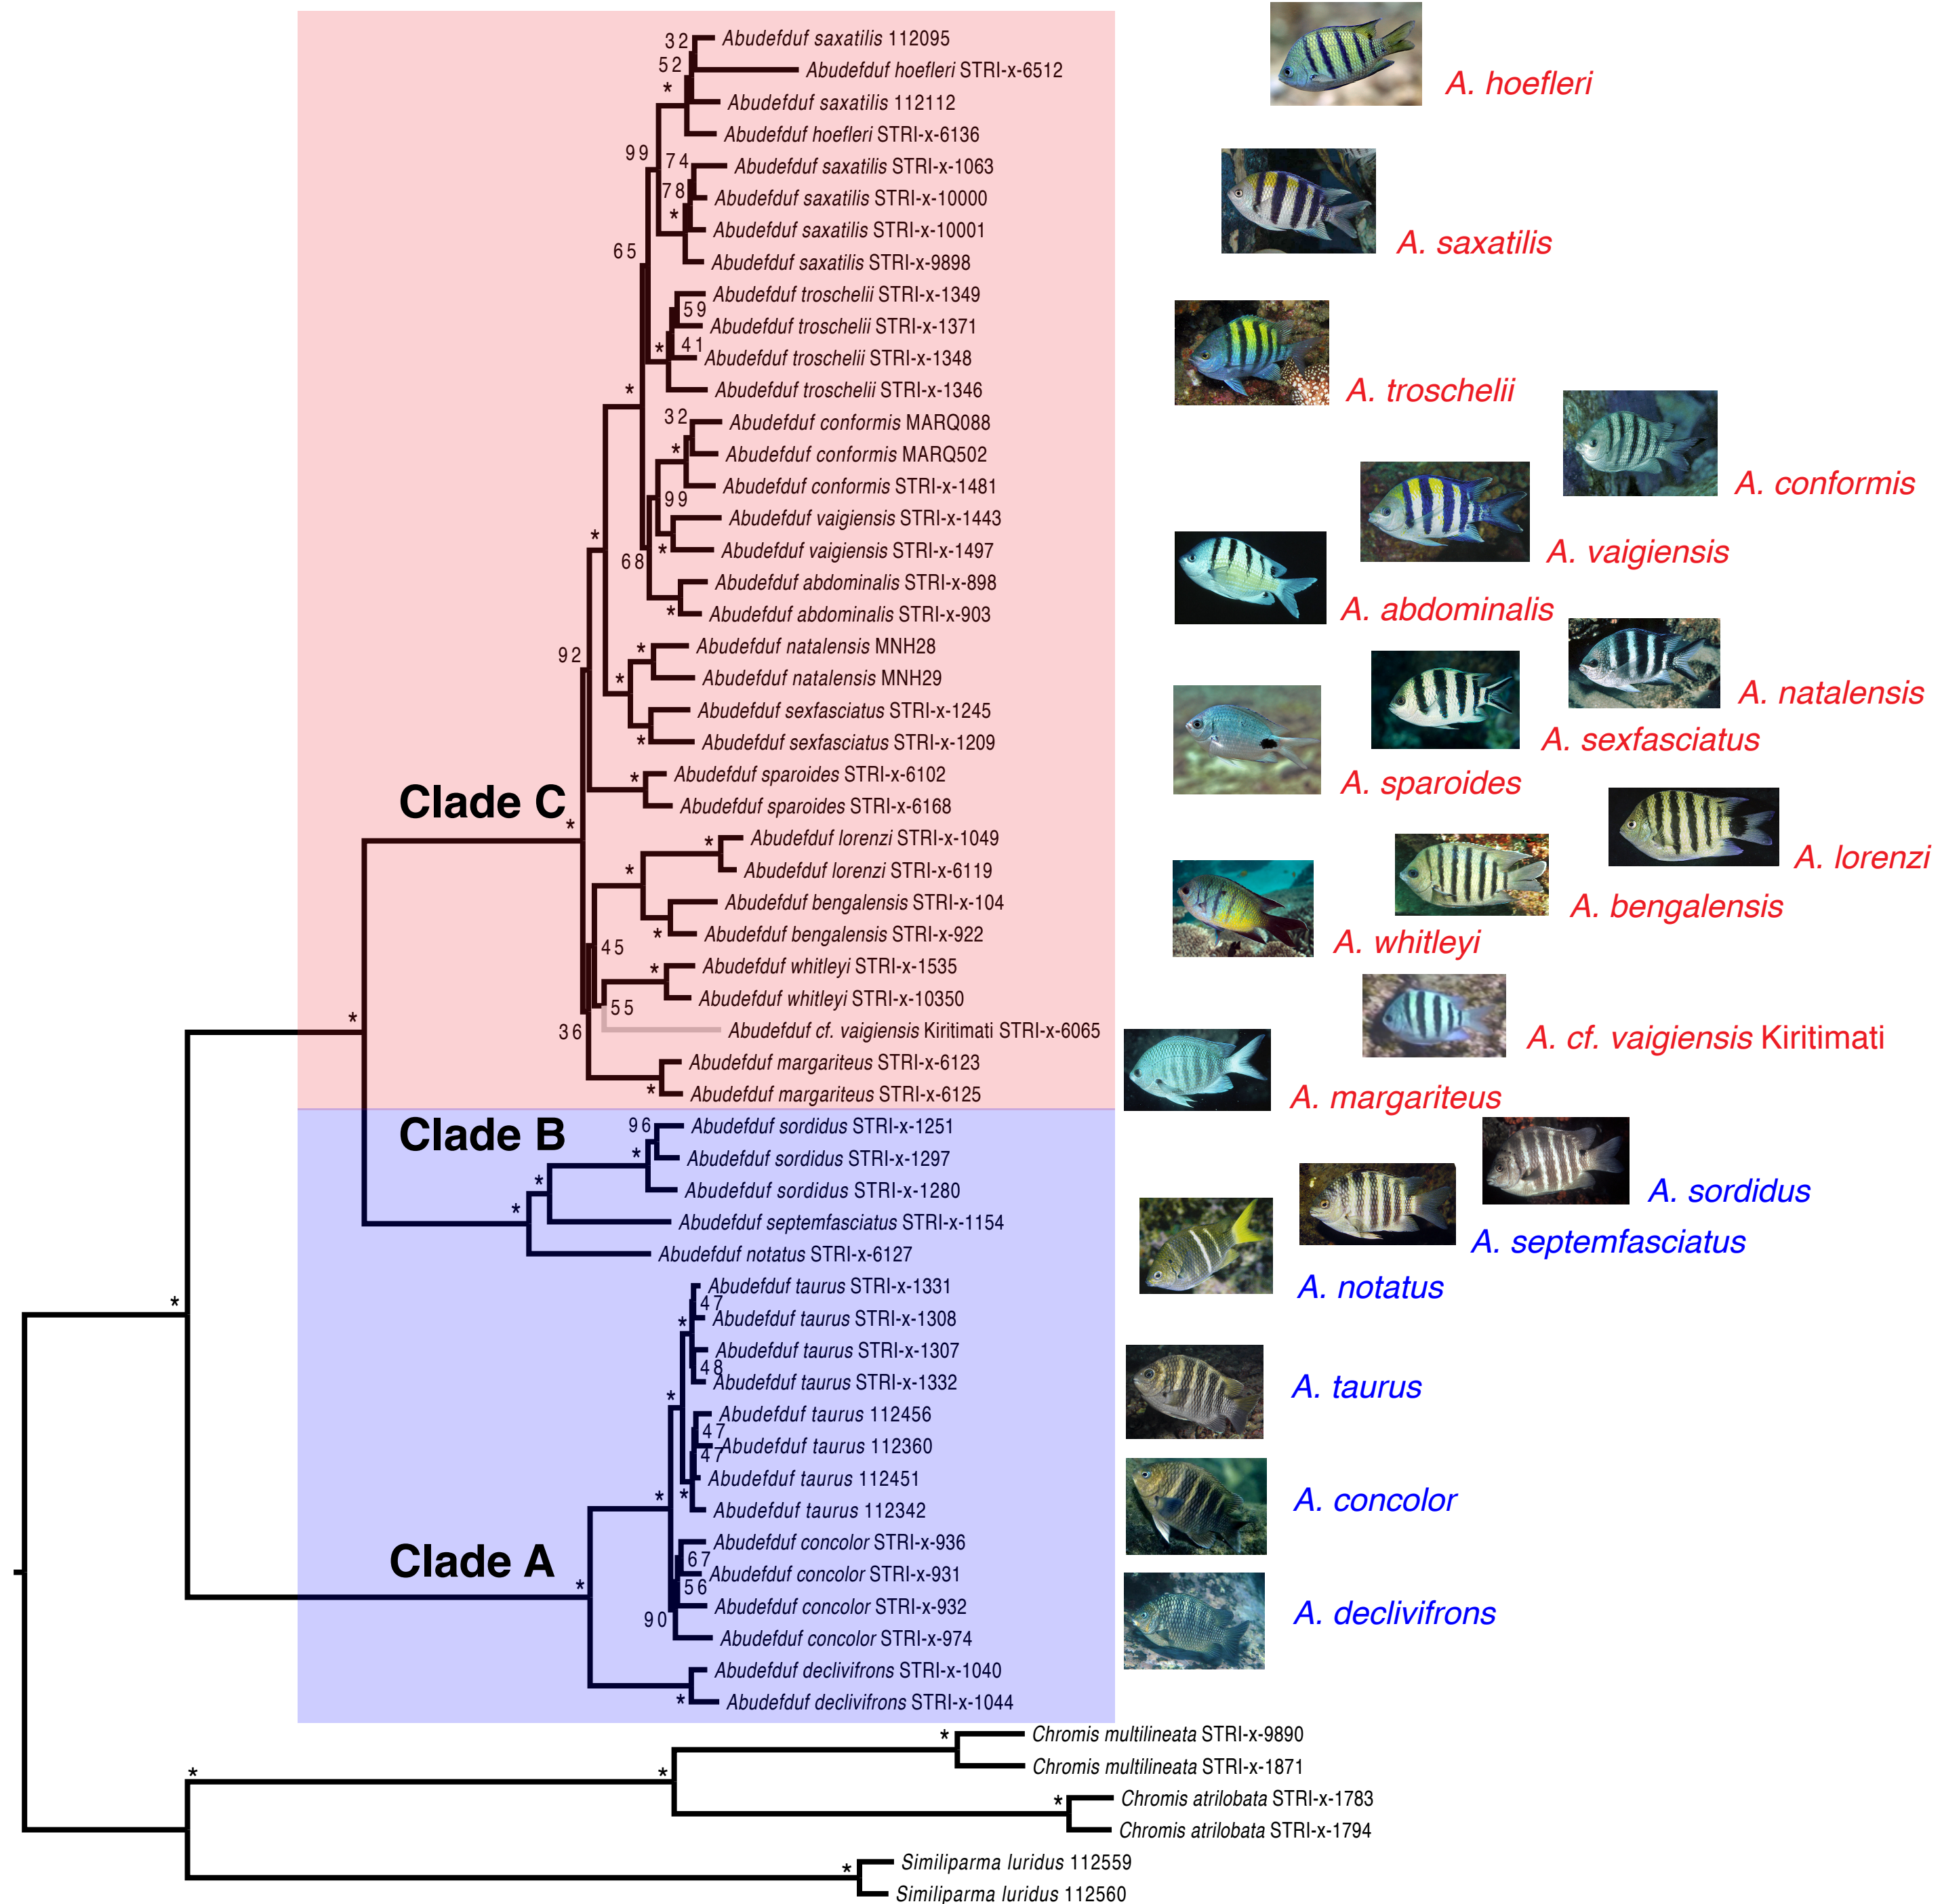 32
Abudefduf saxatilis 112095
52
Abudefduf hoefleri STRI-x-6512
*
Abudefduf saxatilis 112112
Abudefduf hoefleri STRI-x-6136
99
74
Abudefduf saxatilis STRI-x-1063
78
Abudefduf saxatilis STRI-x-10000
*
Abudefduf saxatilis STRI-x-10001
65
Abudefduf saxatilis STRI-x-9898
Abudefduf troschelii STRI-x-1349
59
Abudefduf troschelii STRI-x-1371
*
41
Abudefduf troschelii STRI-x-1348
*
Abudefduf troschelii STRI-x-1346
32
Abudefduf conformis MARQ088
*
Abudefduf conformis MARQ502
Abudefduf conformis STRI-x-1481
99
Abudefduf vaigiensis STRI-x-1443
*
*
Abudefduf vaigiensis STRI-x-1497
68
Abudefduf abdominalis STRI-x-898
*
Abudefduf abdominalis STRI-x-903
92
*
Abudefduf natalensis MNH28
*
Abudefduf natalensis MNH29
Abudefduf sexfasciatus STRI-x-1245
*
Abudefduf sexfasciatus STRI-x-1209
*
Abudefduf sparoides STRI-x-6102
Clade C
Abudefduf sparoides STRI-x-6168
*
*
Abudefduf lorenzi STRI-x-1049
*
Abudefduf lorenzi STRI-x-6119
Abudefduf bengalensis STRI-x-104
*
Abudefduf bengalensis STRI-x-922
45
*
Abudefduf whitleyi STRI-x-1535
Abudefduf whitleyi STRI-x-10350
55
*
36
Abudefduf cf. vaigiensis Kiritimati STRI-x-6065
Abudefduf margariteus STRI-x-6123
*
Abudefduf margariteus STRI-x-6125
Clade B
96
Abudefduf sordidus STRI-x-1251
*
Abudefduf sordidus STRI-x-1297
*
Abudefduf sordidus STRI-x-1280
*
Abudefduf septemfasciatus STRI-x-1154
Abudefduf notatus STRI-x-6127
*
Abudefduf taurus STRI-x-1331
47
*
Abudefduf taurus STRI-x-1308
Abudefduf taurus STRI-x-1307
48
Abudefduf taurus STRI-x-1332
*
Abudefduf taurus 112456
47
Abudefduf taurus 112360
47
Abudefduf taurus 112451
*
*
Abudefduf taurus 112342
Abudefduf concolor STRI-x-936
67
Clade A
Abudefduf concolor STRI-x-931
*
56
Abudefduf concolor STRI-x-932
90
Abudefduf concolor STRI-x-974
Abudefduf declivifrons STRI-x-1040
*
Abudefduf declivifrons STRI-x-1044
*
Chromis multilineata STRI-x-9890
*
*
Chromis multilineata STRI-x-1871
*
Chromis atrilobata STRI-x-1783
Chromis atrilobata STRI-x-1794
*
Similiparma luridus 112559
Similiparma luridus 112560
A. hoefleri
A. saxatilis
A. troschelii
A. conformis
A. vaigiensis
A. abdominalis
A. natalensis
A. sexfasciatus
A. sparoides
A. lorenzi
A. bengalensis
A. whitleyi
A. cf. vaigiensis Kiritimati
A. margariteus
A. sordidus
A. septemfasciatus
A. notatus
A. taurus
A. concolor
A. declivifrons